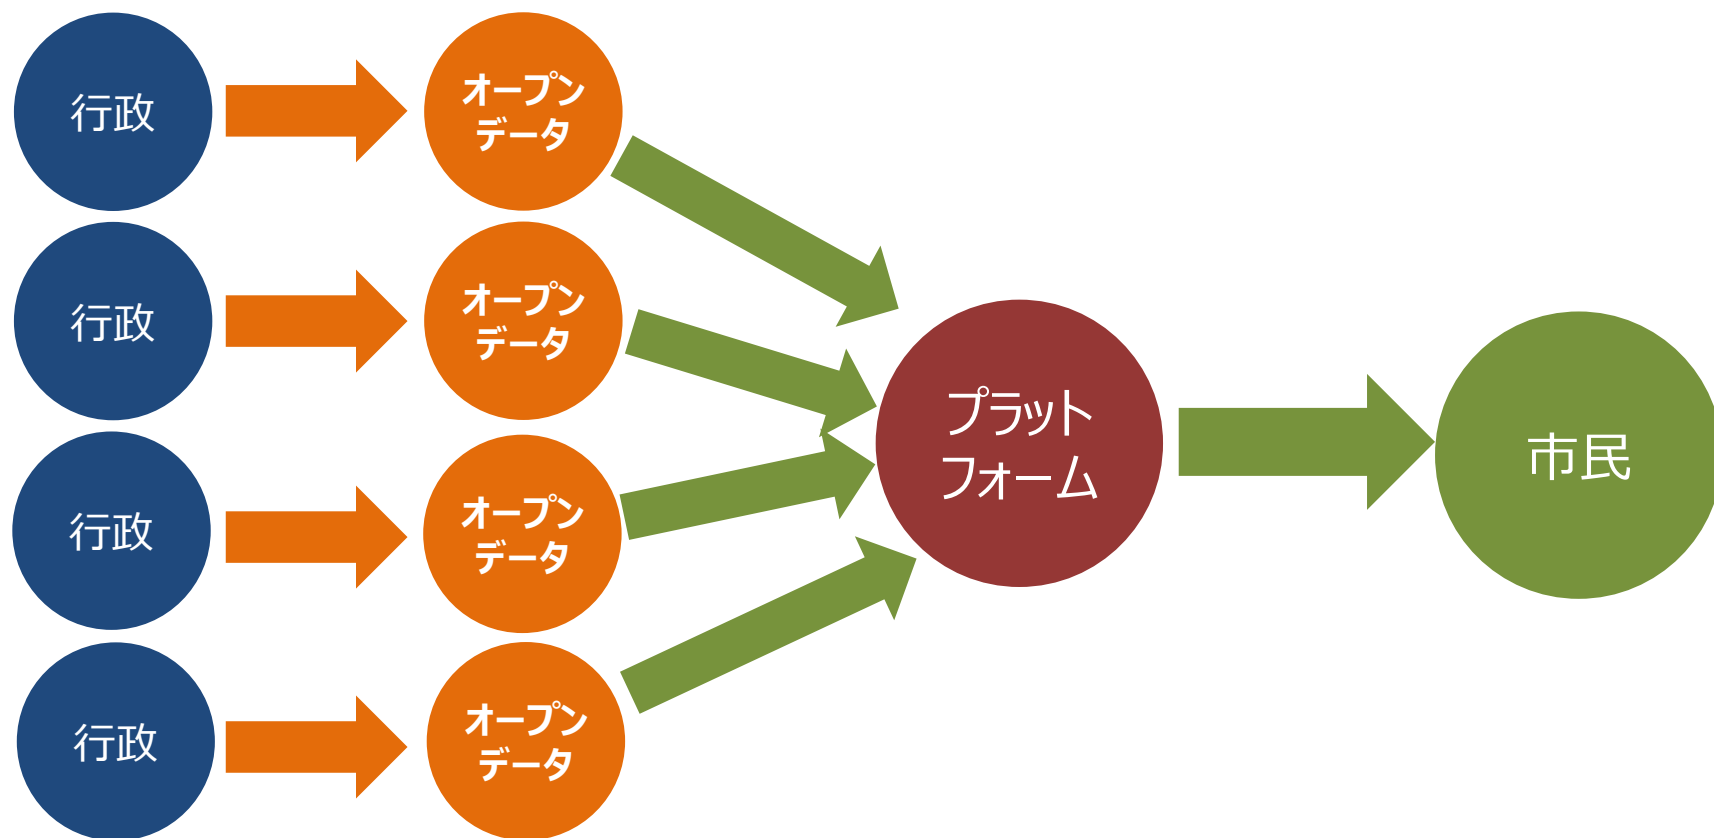 行政
オープン
データ
行政
オープン
データ
行政
オープン
データ
行政
オープン
データ
プラット
フォーム
市民